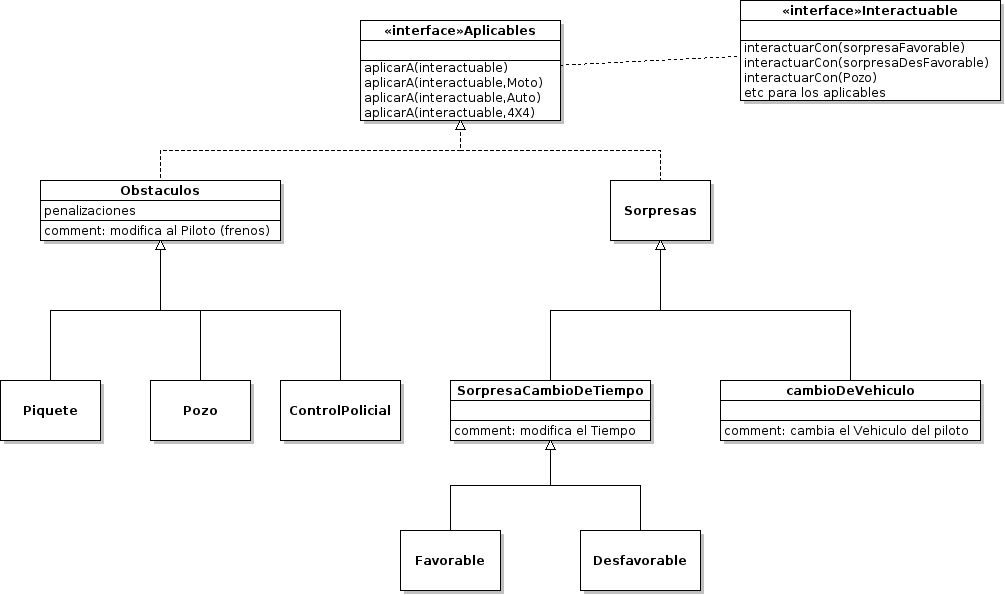 «interface»Interactuable
interactuarCon(sorpresaFavorable)
interactuarCon(sorpresaDesFavorable)
interactuarCon(Pozo)
etc para los aplicables
«interface»Aplicables
aplicarA(interactuable)
aplicarA(interactuable,Moto)
aplicarA(interactuable,Auto)
aplicarA(interactuable,4X4)
Obstaculos
penalizaciones
comment: modifica al Piloto (frenos)
Sorpresas
Piquete
Pozo
ControlPolicial
SorpresaCambioDeTiempo
comment: modifica el Tiempo
cambioDeVehiculo
comment: cambia el Vehiculo del piloto
Favorable
Desfavorable